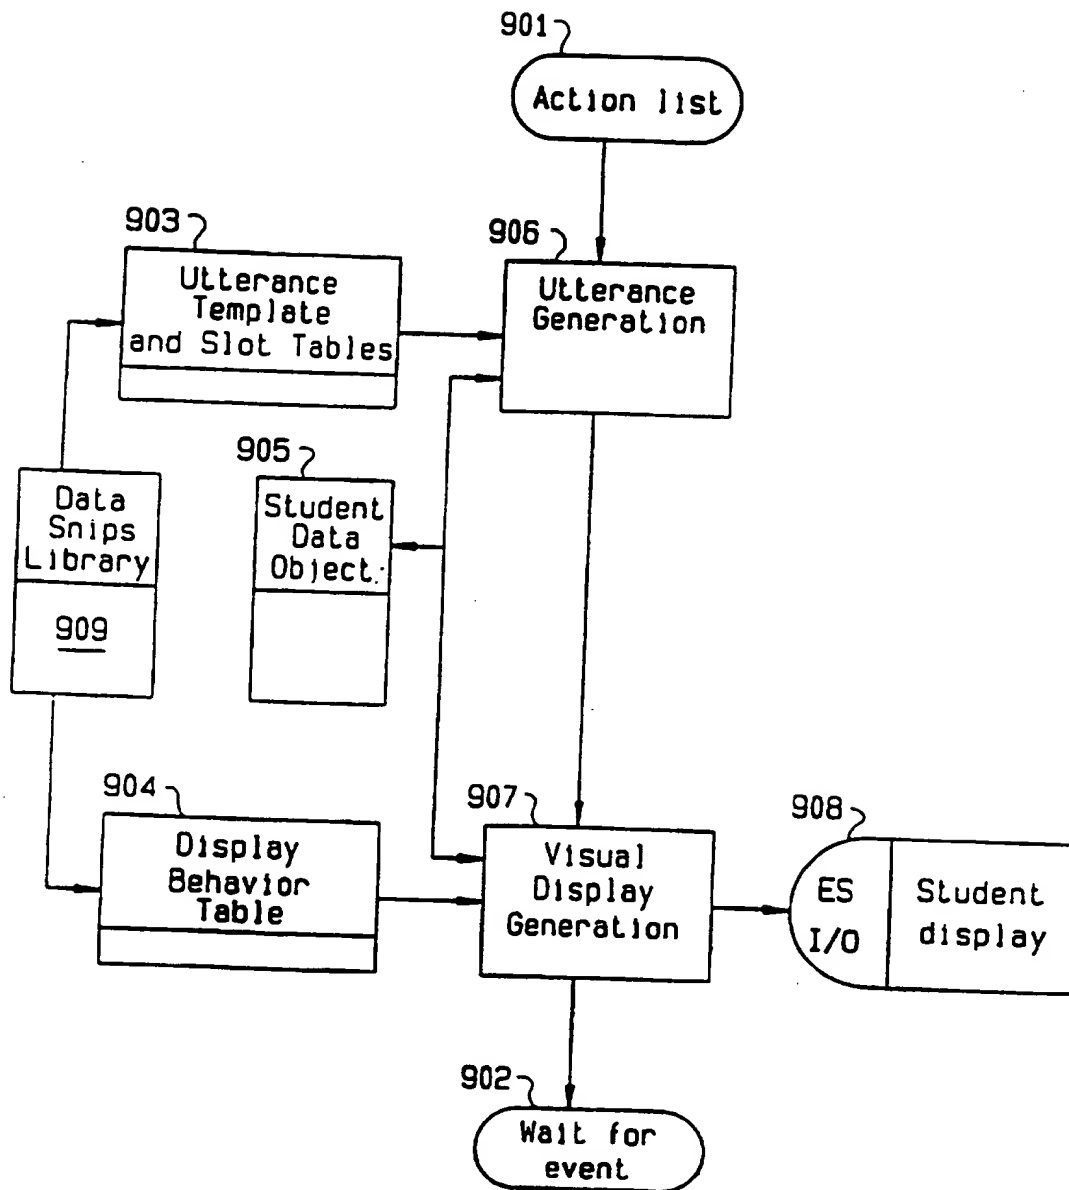 901
Action list
903
Utterance
Template
and Slot Tables
906
Utterance
Generation
905
Student
Data
Object
Data
Snips
Library
909
904
Display
Behavior
Table
907
Visual
Display
Generation
908
ES
I/O
Student
display
902
Wait for
event